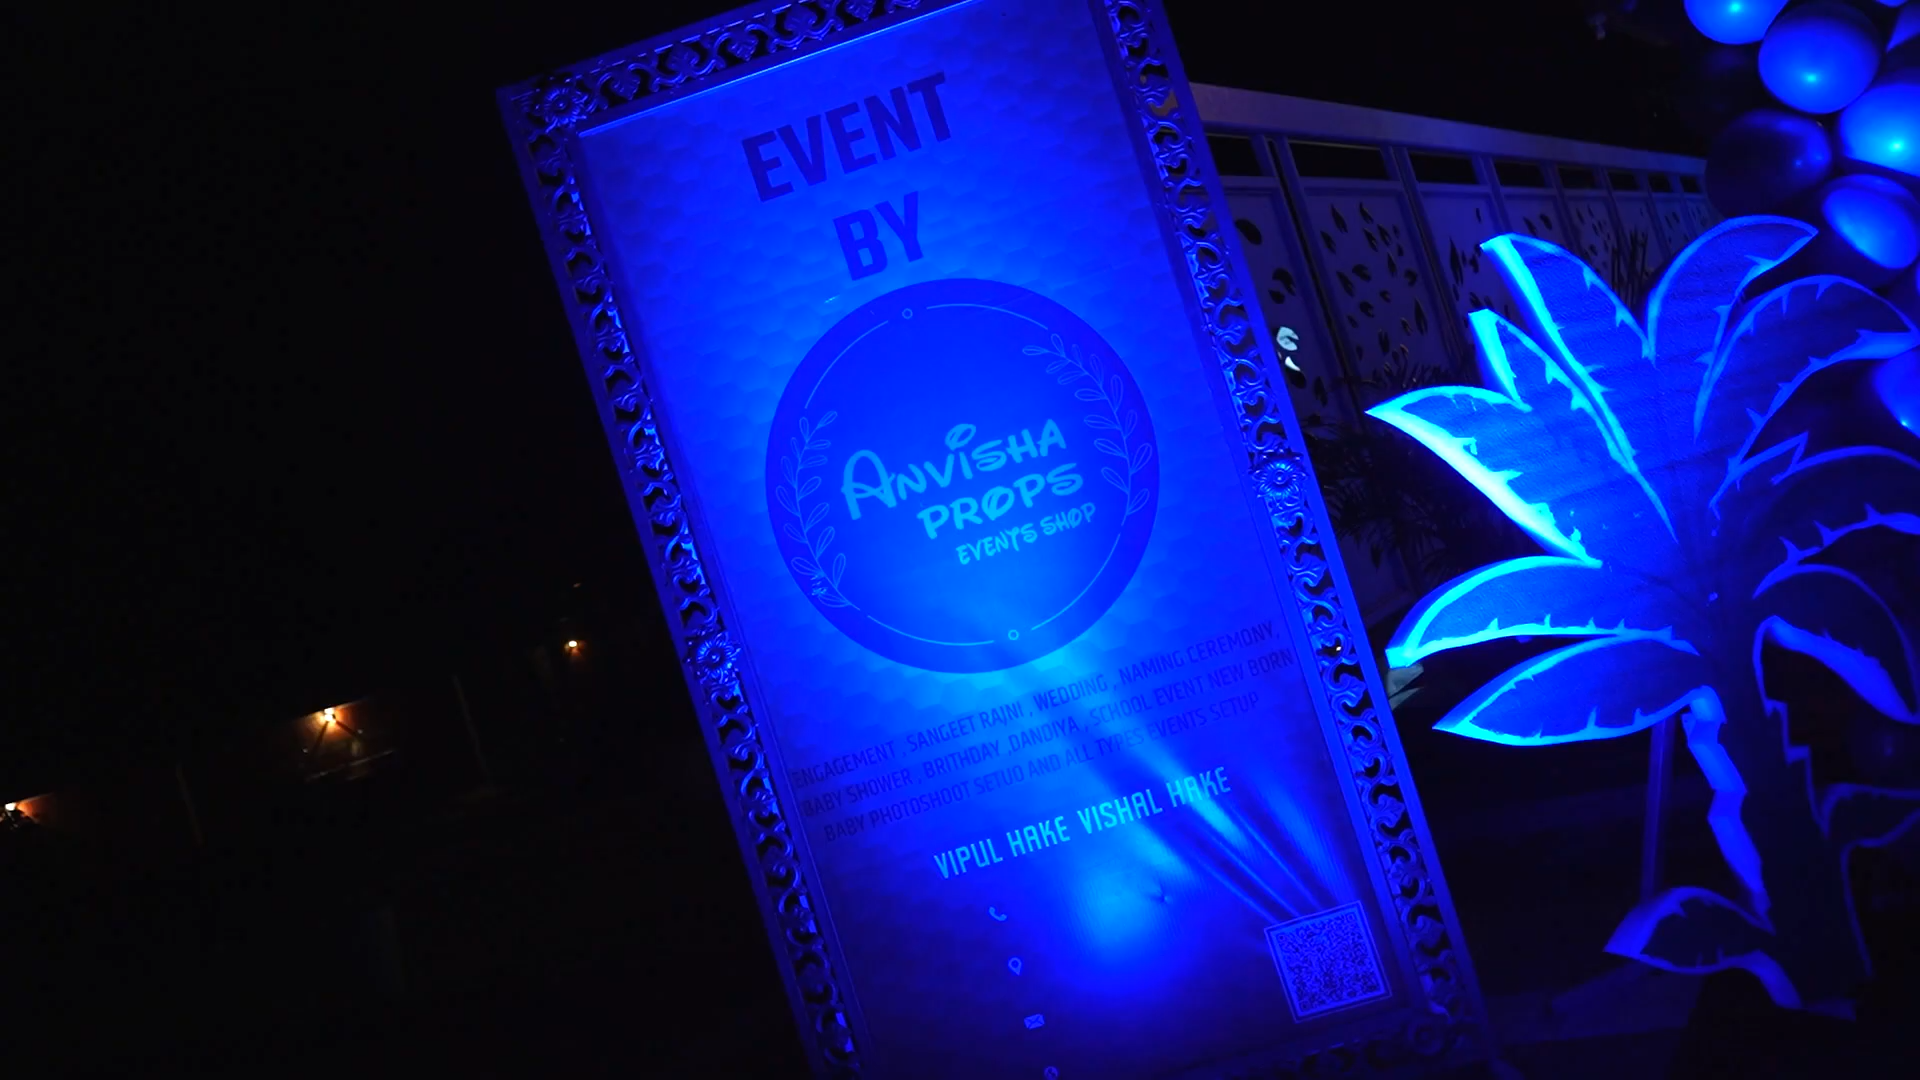 EVENT
BY
ANVISHA
PROPS
EVENTS SHOP
ENGAGEMENT , SANGEET RAJNI , WEDDING , NAMING CEREMONY,
BABY SHOWER , BRITHDAY ,DANDIYA , SCHOOL EVENT NEW BORN
BABY PHOTOSHOOT SETUO AND ALL TYPES EVENTS SETUP
VIPUL HAKE VISHAL HAKE